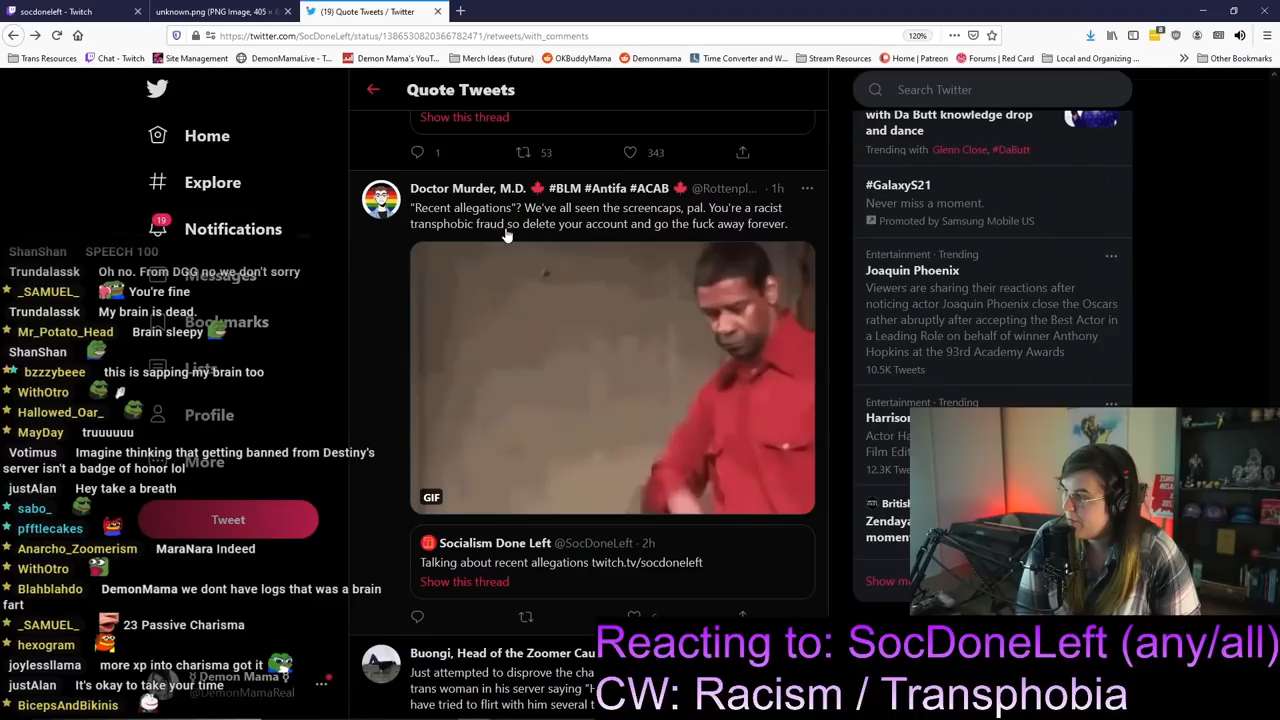 socdoneleft - Twitch
unknown.png (PNG Image, 405 ×
(19) Quote Tweets / Twitter
https://twitter.com/SocDoneLeft/status/1386530820366782471/retweets/with_comments
120%
Trans Resources
Chat - Twitch
Site Management
DemonMamaLive - T...
Demon Mama's YouT...
Merch Ideas (future)
OKBuddyMama
Demonmama
Time Converter and W...
Stream Resources
Home | Patreon
Forums | Red Card
Local and Organizing ...
Other Bookmarks
Home
Explore
19
Notifications
Messages
Bookmarks
Lists
Profile
More
Tweet
Demon Mama
@DemonMamaReal
ShanShan SPEECH 100
Trundalassk Oh no. From DGG no we don't sorry
_SAMUEL_ You're fine
Trundalassk My brain is dead.
Mr_Potato_Head Brain sleepy
ShanShan
bzzzybeee this is sapping my brain too
WithOtro
Hallowed_Oar_
MayDay truuuuuu
Votimus Imagine thinking that getting banned from Destiny's
server isn't a badge of honor lol
justAlan Hey take a breath
sabo_
pfftlecakes
Anarcho_Zoomerism MaraNara Indeed
WithOtro
Blahblahdo DemonMama we dont have logs that was a brain
fart
_SAMUEL_ 23 Passive Charisma
hexogram
joylessllama more xp into charisma got it
justAlan It's okay to take your time
BicepsAndBikinis
Quote Tweets
Show this thread
1
53
343
Doctor Murder, M.D. #BLM #Antifa #ACAB @Rottenpl... · 1h
"Recent allegations"? We've all seen the screencaps, pal. You're a racist
transphobic fraud so delete your account and go the fuck away forever.
GIF
Socialism Done Left @SocDoneLeft · 2h
Talking about recent allegations twitch.tv/socdoneleft
Show this thread
Buongi, Head of the Zoomer Cau
Just attempted to disprove the cha
trans woman in his server saying "H
have tried to flirt with him several t
Search Twitter
with Da Butt knowledge drop
and dance
Trending with Glenn Close, #DaButt
#GalaxyS21
Never miss a moment.
Promoted by Samsung Mobile US
Entertainment · Trending
Joaquin Phoenix
Viewers are sharing their reactions after
noticing actor Joaquin Phoenix close the Oscars
rather abruptly after accepting the Best Actor
in a Leading Role on behalf of winner Anthony
Hopkins at the 93rd Academy Awards
10.5K Tweets
Entertainment · Trending
Harrison
Actor Ha
Film Edit
12.3K Tweets
British
Zendaya
moment
Show m
Reacting to: SocDoneLeft (any/all)
CW: Racism / Transphobia